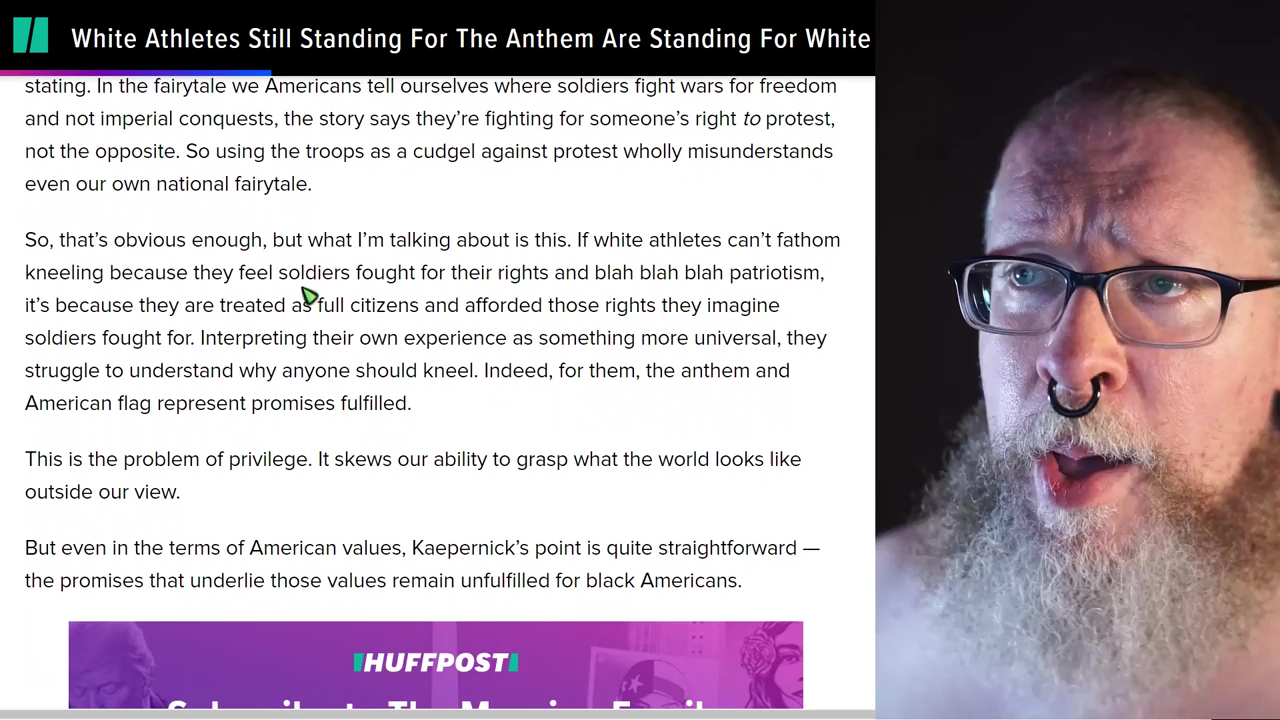 White Athletes Still Standing For The Anthem Are Standing For White
stating. In the fairytale we Americans tell ourselves where soldiers fight wars for freedom
and not imperial conquests, the story says they’re fighting for someone’s right to protest,
not the opposite. So using the troops as a cudgel against protest wholly misunderstands
even our own national fairytale.
So, that’s obvious enough, but what I’m talking about is this. If white athletes can’t fathom
kneeling because they feel soldiers fought for their rights and blah blah blah patriotism,
it’s because they are treated as full citizens and afforded those rights they imagine
soldiers fought for. Interpreting their own experience as something more universal, they
struggle to understand why anyone should kneel. Indeed, for them, the anthem and
American flag represent promises fulfilled.
This is the problem of privilege. It skews our ability to grasp what the world looks like
outside our view.
But even in the terms of American values, Kaepernick’s point is quite straightforward —
the promises that underlie those values remain unfulfilled for black Americans.
HUFFPOST